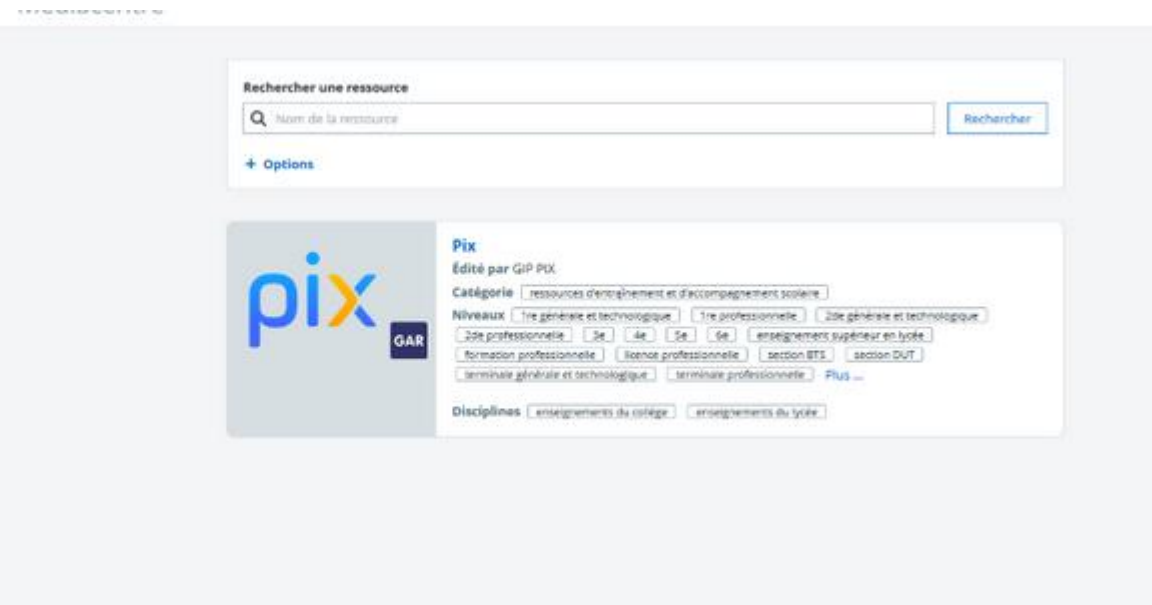 Médiacentre
Rechercher une ressource
Nom de la ressource
Rechercher
+ Options
pix
GAR
Pix
Édité par GIP PIX
Catégorie ressources d'entraînement et d'accompagnement scolaire
Niveaux 1re générale et technologique 1re professionnelle 2de générale et technologique
2de professionnelle 3e 4e 5e 6e enseignement supérieur en lycée
formation professionnelle licence professionnelle section BTS section DUT
terminale générale et technologique terminale professionnelle Plus ...
Disciplines enseignements du collège enseignements du lycée